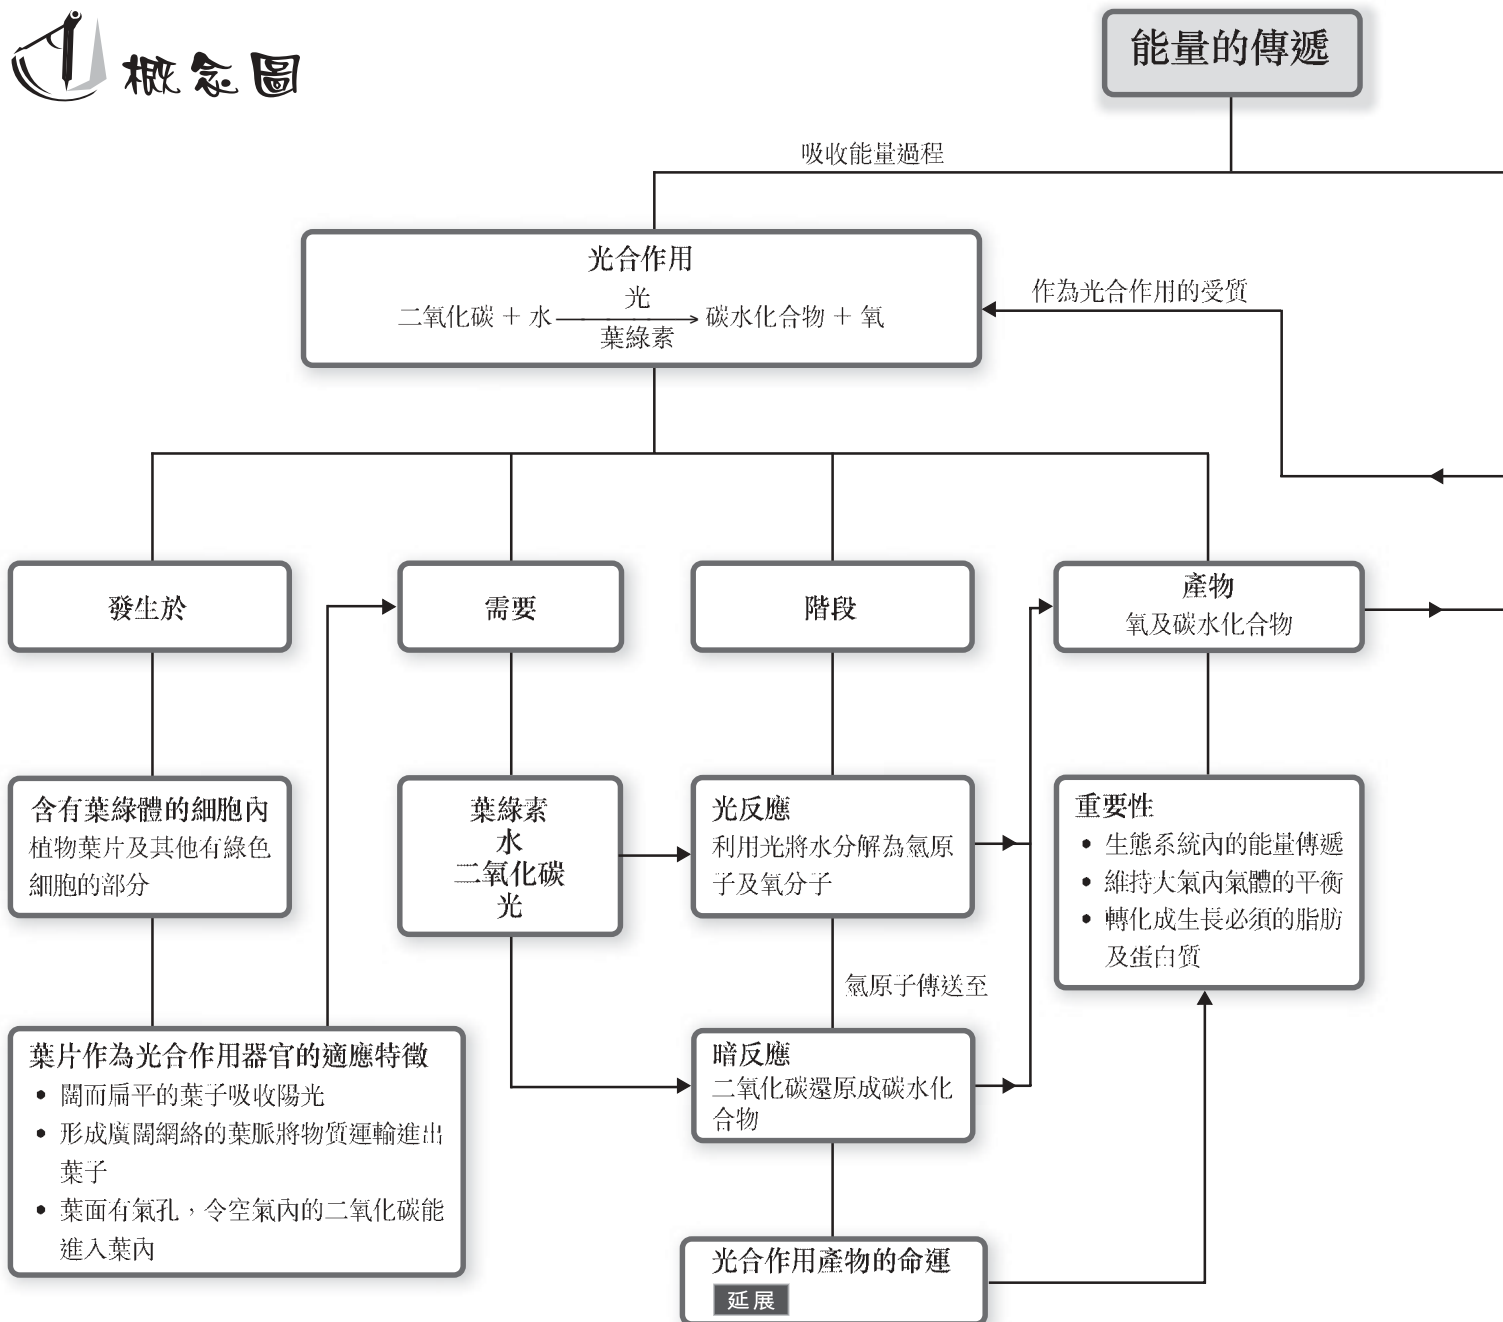 概念圖
能量的傳遞
吸收能量過程
光合作用
光
二氧化碳 + 水 ⟶ 碳水化合物 + 氧
葉綠素
作為光合作用的受質
發生於
需要
階段
產物
氧及碳水化合物
含有葉綠體的細胞內
植物葉片及其他有綠色
細胞的部分
葉綠素
水
二氧化碳
光
光反應
利用光將水分解為氫原
子及氧分子
重要性
• 生態系統內的能量傳遞
• 維持大氣內氣體的平衡
• 轉化成生長必須的脂肪
及蛋白質
氫原子傳送至
葉片作為光合作用器官的適應特徵
• 闊而扁平的葉子吸收陽光
• 形成廣闊網絡的葉脈將物質運輸進出
葉子
• 葉面有氣孔，令空氣內的二氧化碳能
進入葉內
暗反應
二氧化碳還原成碳水化
合物
光合作用產物的命運
延展